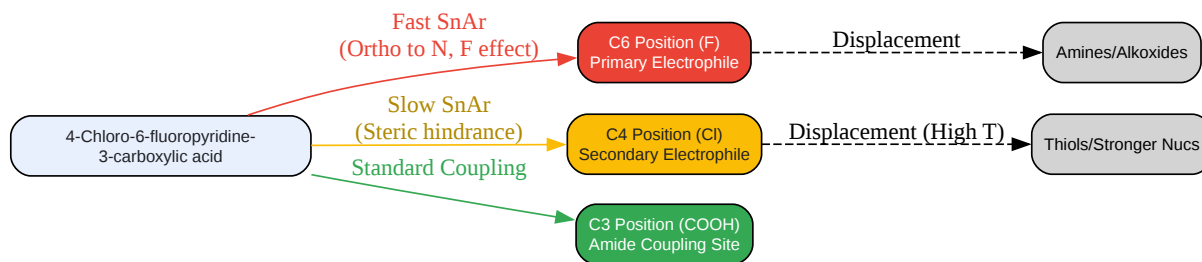 Fast SnAr
(Ortho to N, F effect)
C6 Position (F)
Primary Electrophile
Displacement
Amines/Alkoxides
4-Chloro-6-fluoropyridine-
3-carboxylic acid
Slow SnAr
(Steric hindrance)
C4 Position (Cl)
Secondary Electrophile
Displacement (High T)
Thiols/Stronger Nucs
Standard Coupling
C3 Position (COOH)
Amide Coupling Site